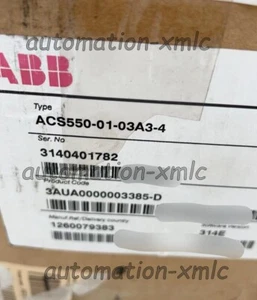 automation-xmlc
ABB
Type
ACS550-01-03A3-4
Ser. No
3140401782
automation-xmlc
Product Code
3AUA0000003385-D
1260079383
314E
automation-xmlc